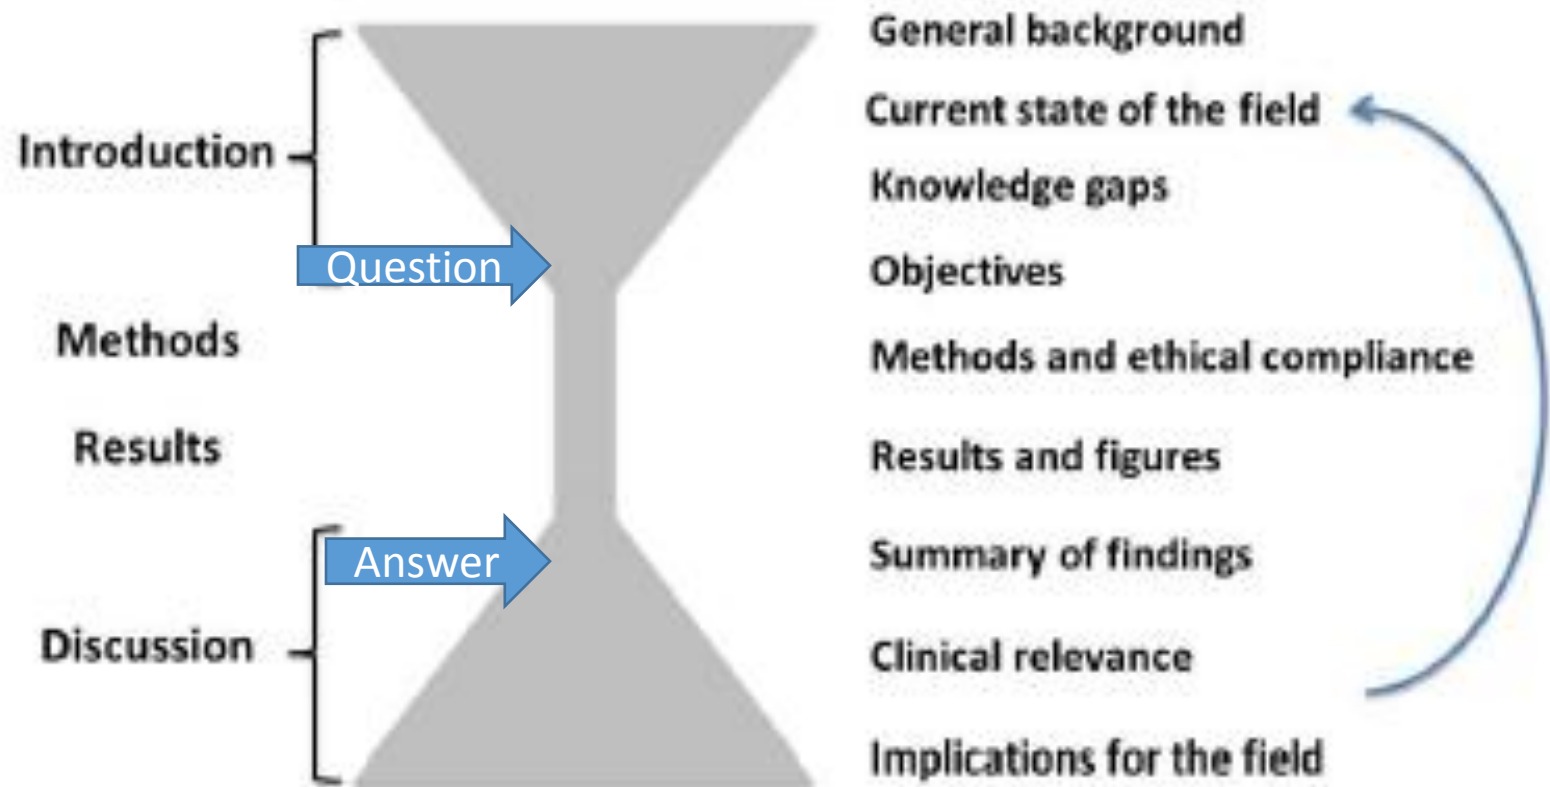 General background
Current state of the field
Introduction
Knowledge gaps
Question
Objectives
Methods
Methods and ethical compliance
Results
Results and figures
Answer
Summary of findings
Discussion
Clinical relevance
Implications for the field